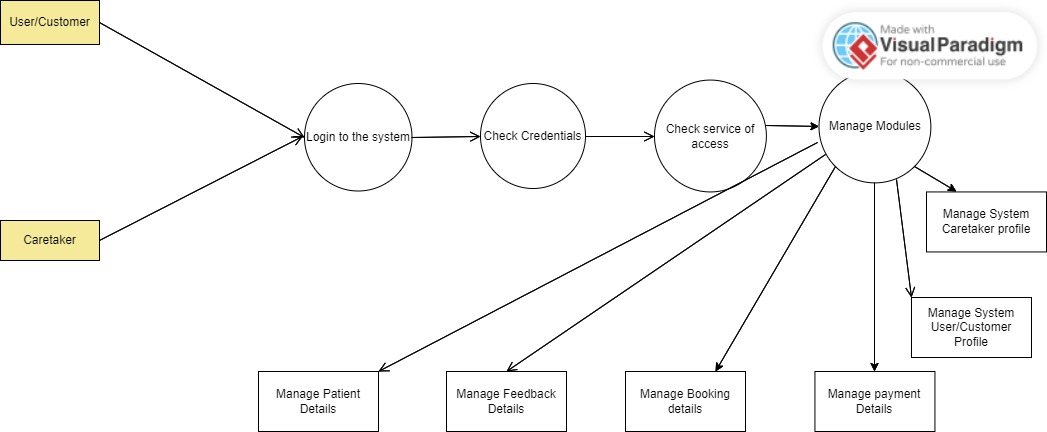 User/Customer
Made with
Visual Paradigm
For non-commercial use
Login to the system
Check Credentials
Check service of
access
Manage Modules
Caretaker
Manage System
Caretaker profile
Manage System
User/Customer
Profile
Manage Patient
Details
Manage Feedback
Details
Manage Booking
details
Manage payment
Details